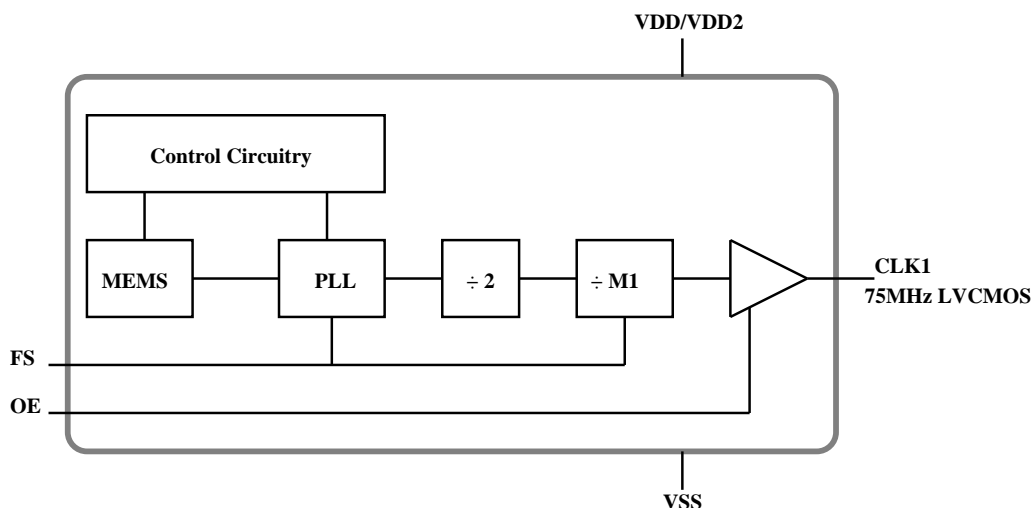 VDD/VDD2
Control Circuitry
MEMS
PLL
÷ 2
÷ M1
CLK1
75MHz LVCMOS
FS
OE
VSS